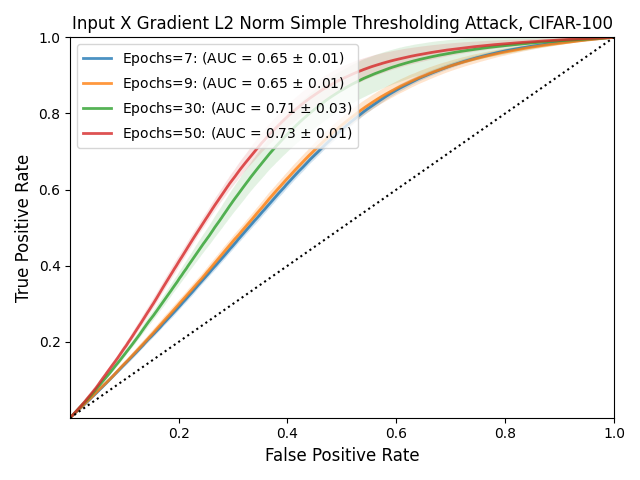 Input X Gradient L2 Norm Simple Thresholding Attack, CIFAR-100
1.0
Epochs=7: (AUC = 0.65 ± 0.01)
Epochs=9: (AUC = 0.65 ± 0.01)
Epochs=30: (AUC = 0.71 ± 0.03)
Epochs=50: (AUC = 0.73 ± 0.01)
0.8
0.6
0.4
0.2
True Positive Rate
0.2 0.4 0.6 0.8 1.0
False Positive Rate